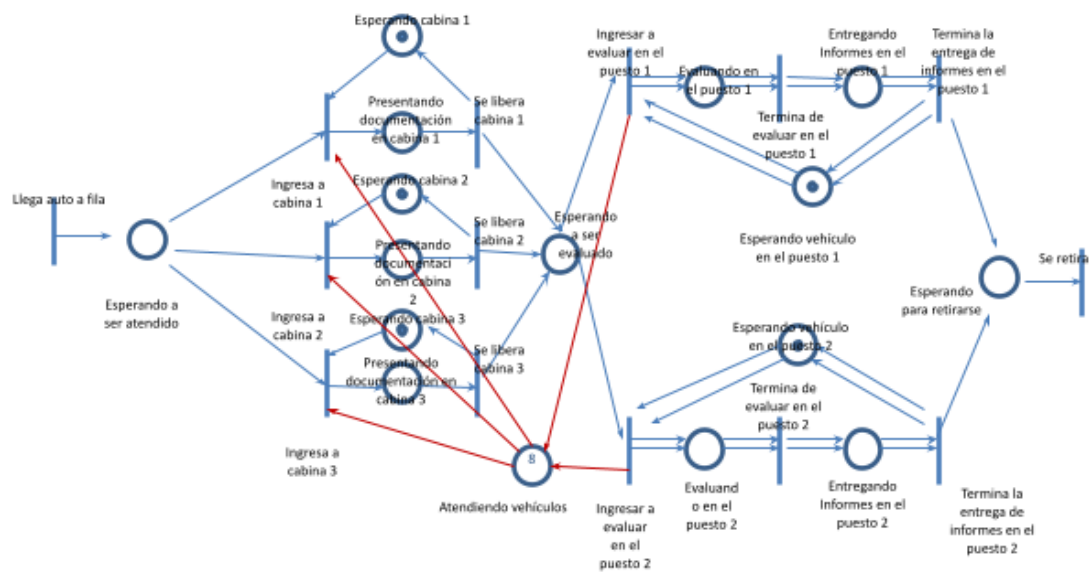 Llega auto a fila
Esperando a
ser atendido
Esperando cabina 1
Presentando
documentación
en cabina 1
Se libera
cabina 1
Ingresa a
cabina 1
Esperando cabina 2
Presentando
documentaci
ón en cabina
2
Se libera
cabina 2
Ingresa a
cabina 2
Esperando cabina 3
Presentando
documentación en
cabina 3
Se libera
cabina 3
Ingresa a
cabina 3
Esperando
a ser
evaluado
8
Atendiendo vehículos
Ingresar a
evaluar en el
puesto 1
Evaluando en
el puesto 1
Termina de
evaluar en el
puesto 1
Entregando
Informes en el
puesto 1
Termina la
entrega de
informes en el
puesto 1
Esperando vehículo
en el puesto 1
Esperando vehículo
en el puesto 2
Termina de
evaluar en el
puesto 2
Ingresar a
evaluar
en el
puesto 2
Evaluand
o en el
puesto 2
Entregando
Informes en el
puesto 2
Termina la
entrega de
informes en el
puesto 2
Esperando
para retirarse
Se retira